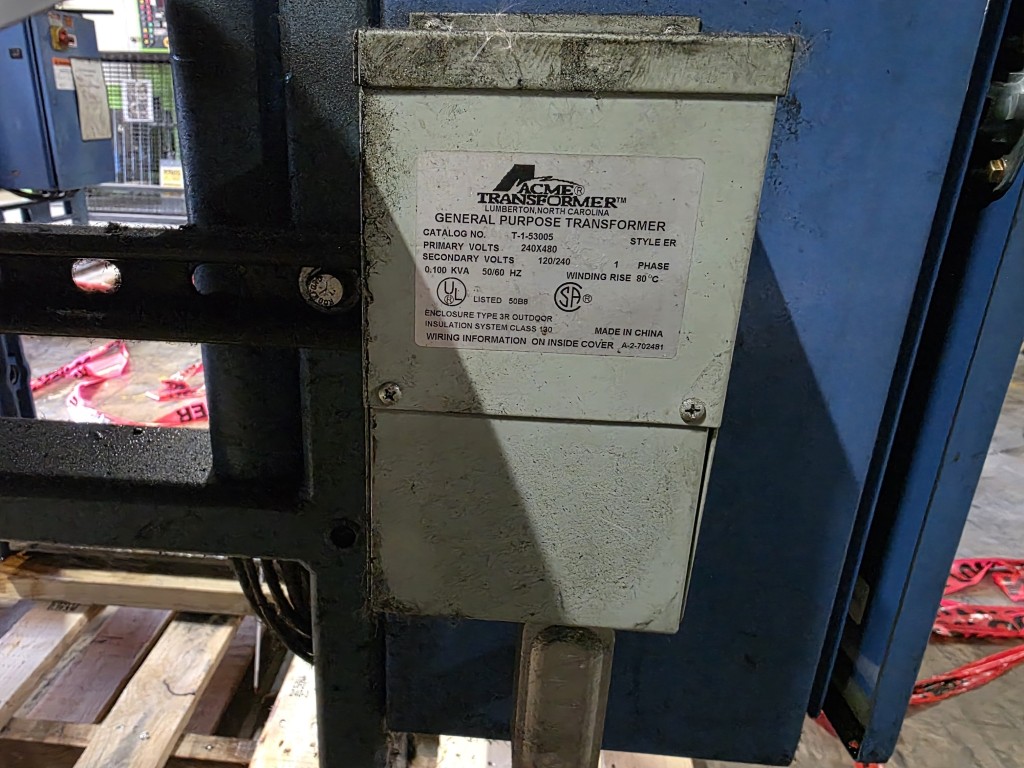 ACME®
TRANSFORMER™
LUMBERTON, NORTH CAROLINA
GENERAL PURPOSE TRANSFORMER
CATALOG NO. T-1-53005 STYLE ER
PRIMARY VOLTS 240X480
SECONDARY VOLTS 120/240 1 PHASE
0.100 KVA 50/60 HZ WINDING RISE 80°C
UL ® LISTED 50B8 SA ®
ENCLOSURE TYPE 3R OUTDOOR
INSULATION SYSTEM CLASS 130 MADE IN CHINA
WIRING INFORMATION ON INSIDE COVER A-2-702481